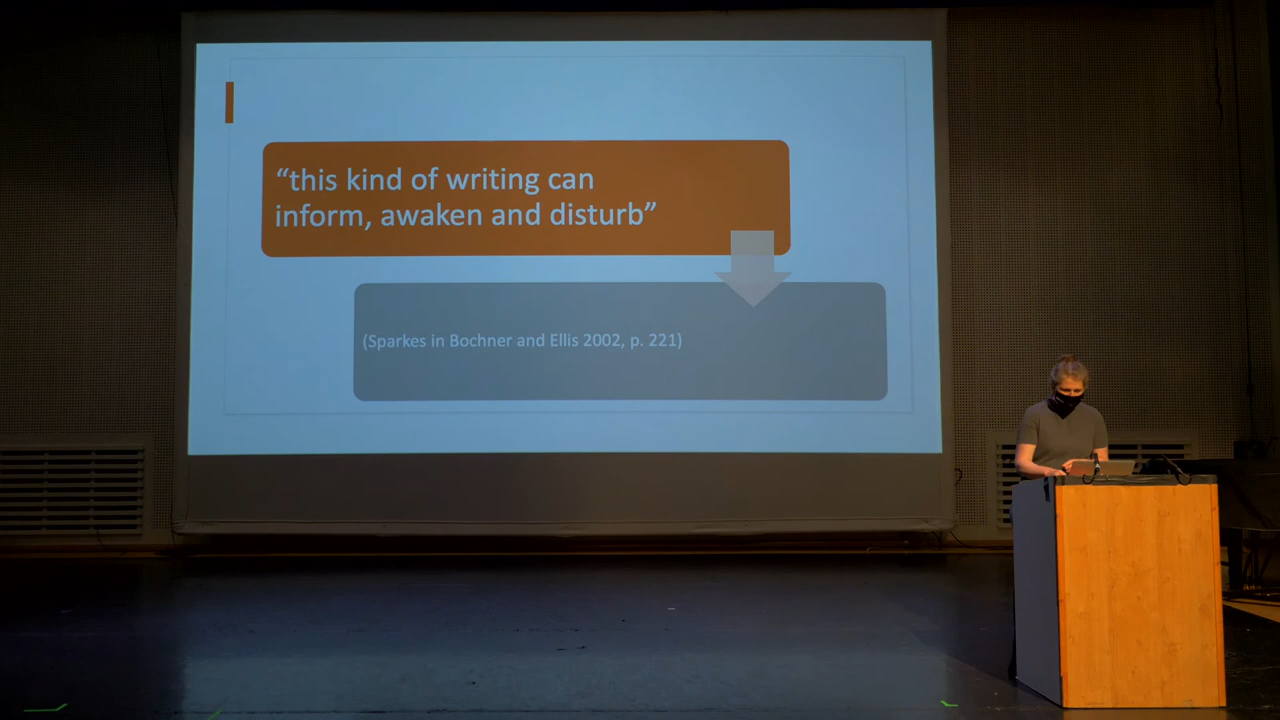 “this kind of writing can
inform, awaken and disturb”
(Sparkes in Bochner and Ellis 2002, p. 221)